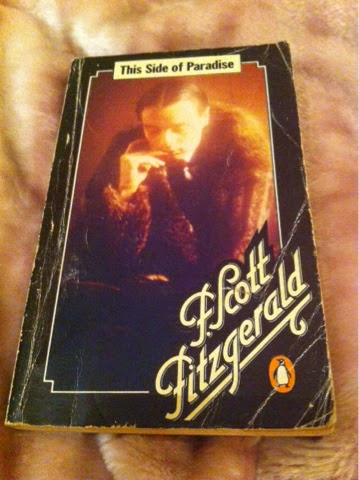 This Side of Paradise
F. Scott
Fitzgerald